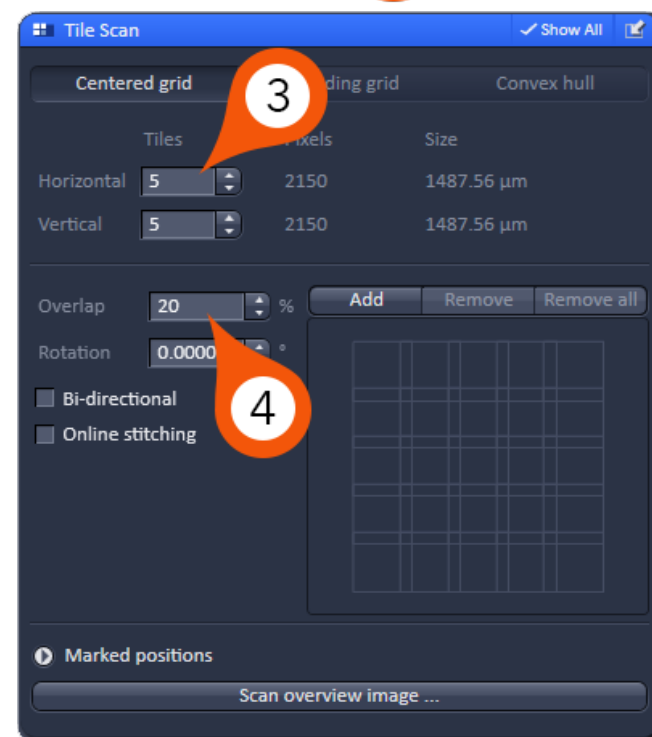 Tile Scan Show All
Centered grid ding grid Convex hull
3
Tiles xels Size
Horizontal 5 2150 1487.56 µm
Vertical 5 2150 1487.56 µm
Overlap 20 % Add Remove Remove all
Rotation 0.0000 °
4
Bi-directional
Online stitching
Marked positions
Scan overview image ...